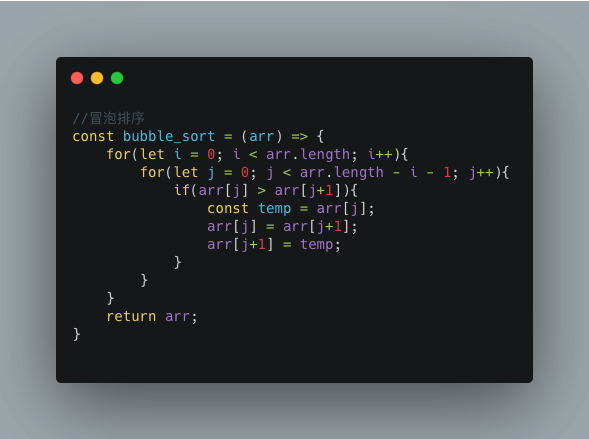 //冒泡排序
const bubble_sort = (arr) => {
    for(let i = 0; i < arr.length; i++){
        for(let j = 0; j < arr.length - i - 1; j++){
            if(arr[j] > arr[j+1]){
                const temp = arr[j];
                arr[j] = arr[j+1];
                arr[j+1] = temp;
            }
        }
    }
    return arr;
}